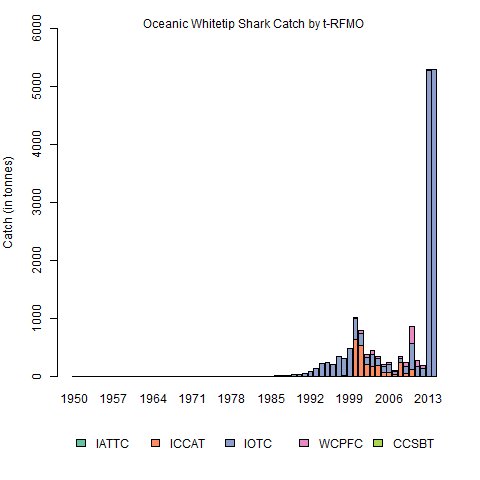 Oceanic Whitetip Shark Catch by t-RFMO
6000
5000
4000
3000
2000
1000
0
Catch (in tonnes)
1950 1957 1964 1971 1978 1985 1992 1999 2006 2013
IATTC ICCAT IOTC WCPFC CCSBT